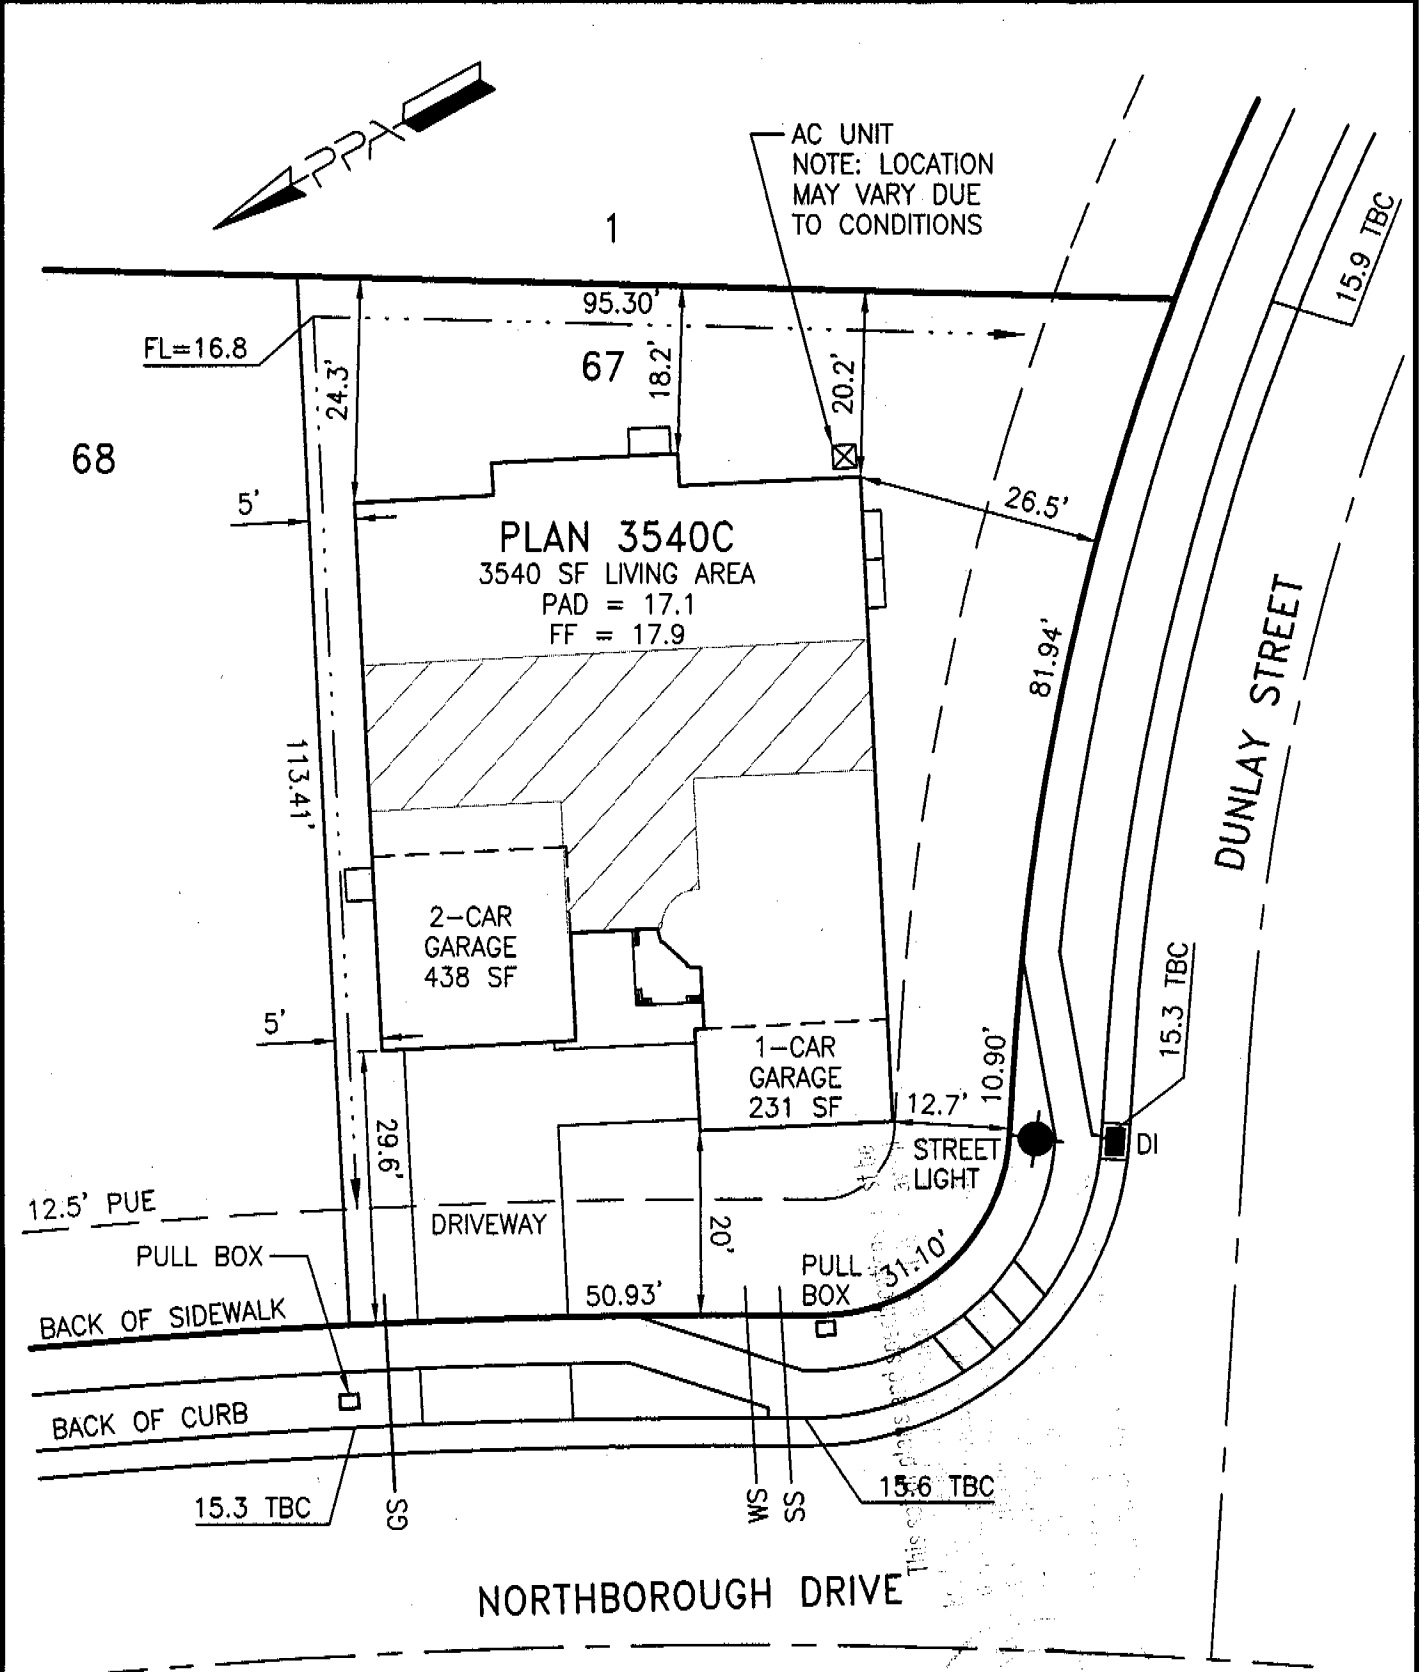 PPX
AC UNIT
NOTE: LOCATION
MAY VARY DUE
TO CONDITIONS
1
15.9 TBC
95.30'
FL=16.8
24.3'
67
18.2'
20.2'
68
5'
26.5'
PLAN 3540C
3540 SF LIVING AREA
PAD = 17.1
FF = 17.9
81.94'
DUNLAY STREET
113.41'
2-CAR
GARAGE
438 SF
15.3 TBC
5'
1-CAR
GARAGE
231 SF
10.90'
12.7'
STREET
LIGHT
DI
29.6'
12.5' PUE
DRIVEWAY
20'
PULL BOX
PULL
BOX
31.10'
50.93'
BACK OF SIDEWALK
BACK OF CURB
15.3 TBC
GS
WS
SS
15.6 TBC
NORTHBOROUGH DRIVE